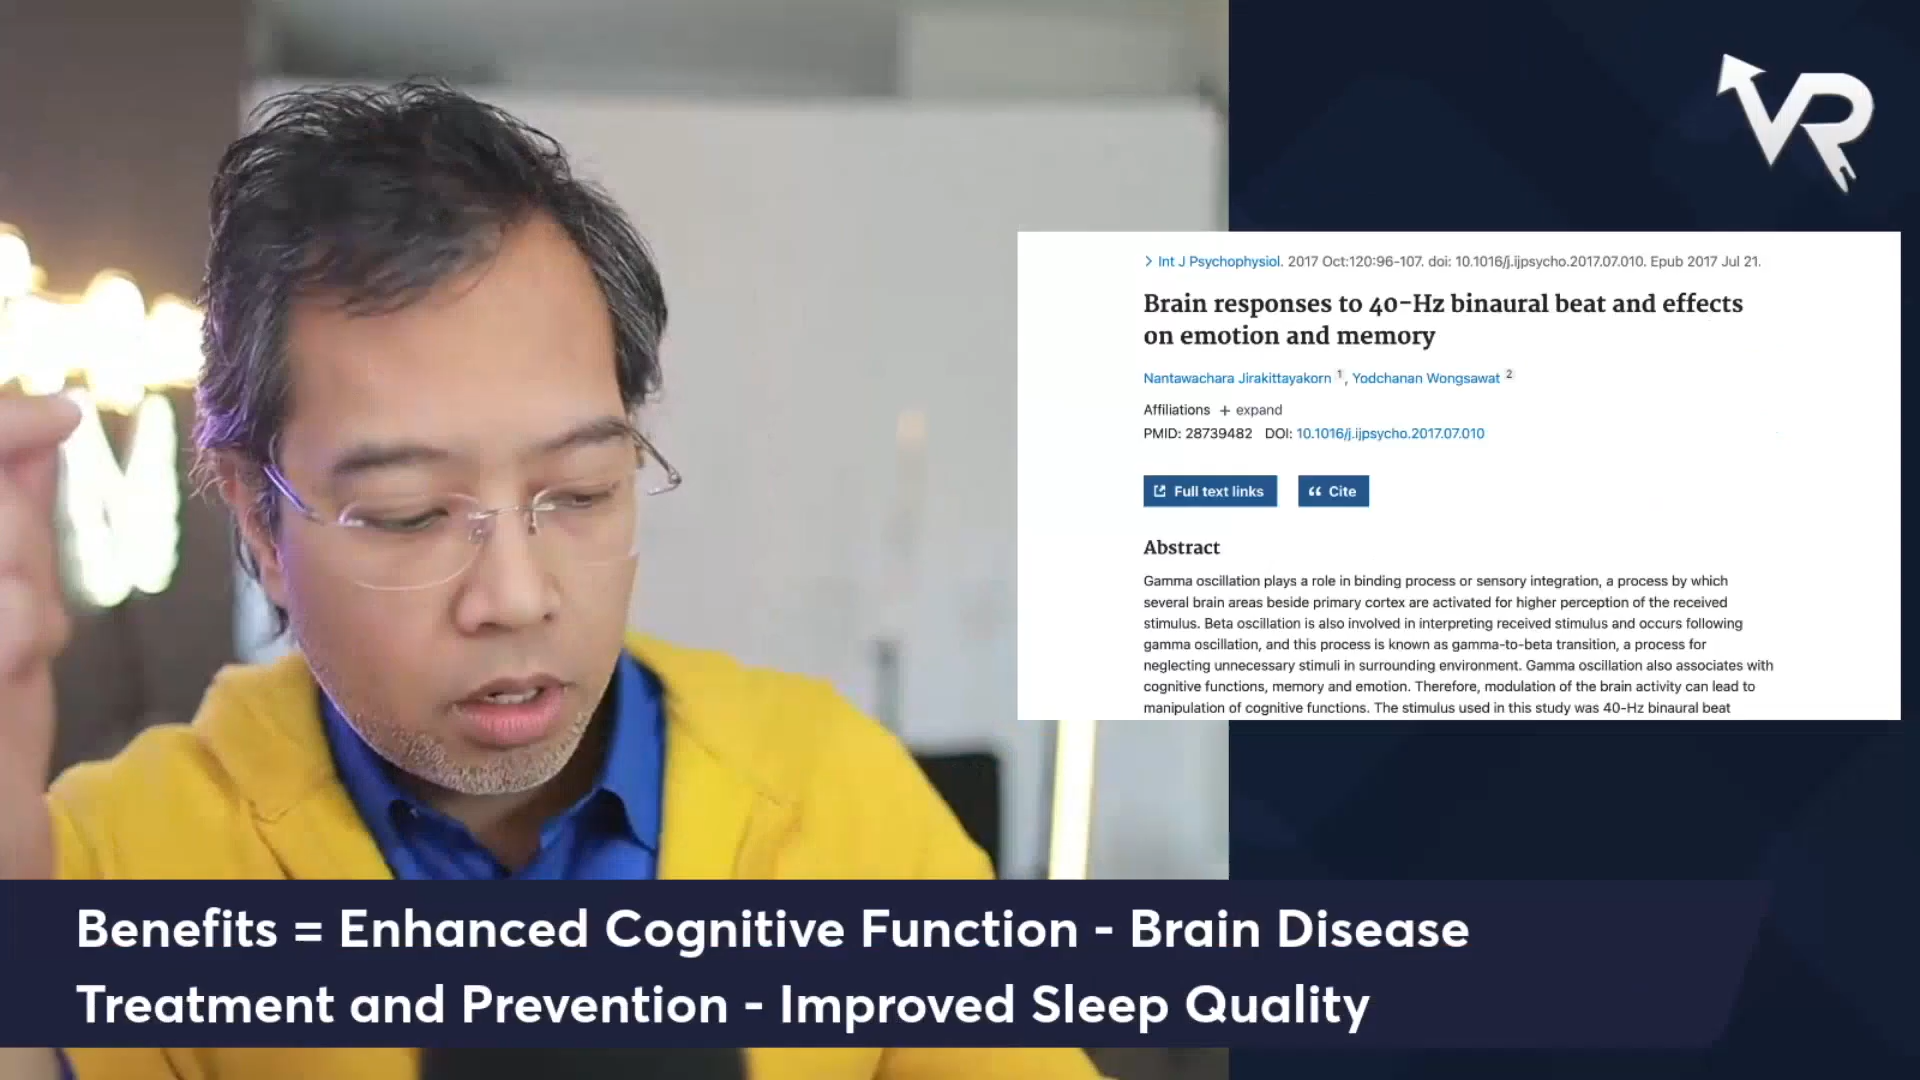 VR
> Int J Psychophysiol. 2017 Oct:120:96-107. doi: 10.1016/j.ijpsycho.2017.07.010. Epub 2017 Jul 21.
Brain responses to 40-Hz binaural beat and effects
on emotion and memory
Nantawachara Jirakittayakorn 1, Yodchanan Wongsawat 2
Affiliations + expand
PMID: 28739482 DOI: 10.1016/j.ijpsycho.2017.07.010
Full text links
Cite
Abstract
Gamma oscillation plays a role in binding process or sensory integration, a process by which
several brain areas beside primary cortex are activated for higher perception of the received
stimulus. Beta oscillation is also involved in interpreting received stimulus and occurs following
gamma oscillation, and this process is known as gamma-to-beta transition, a process for
neglecting unnecessary stimuli in surrounding environment. Gamma oscillation also associates with
cognitive functions, memory and emotion. Therefore, modulation of the brain activity can lead to
manipulation of cognitive functions. The stimulus used in this study was 40-Hz binaural beat
Benefits = Enhanced Cognitive Function - Brain Disease
Treatment and Prevention - Improved Sleep Quality